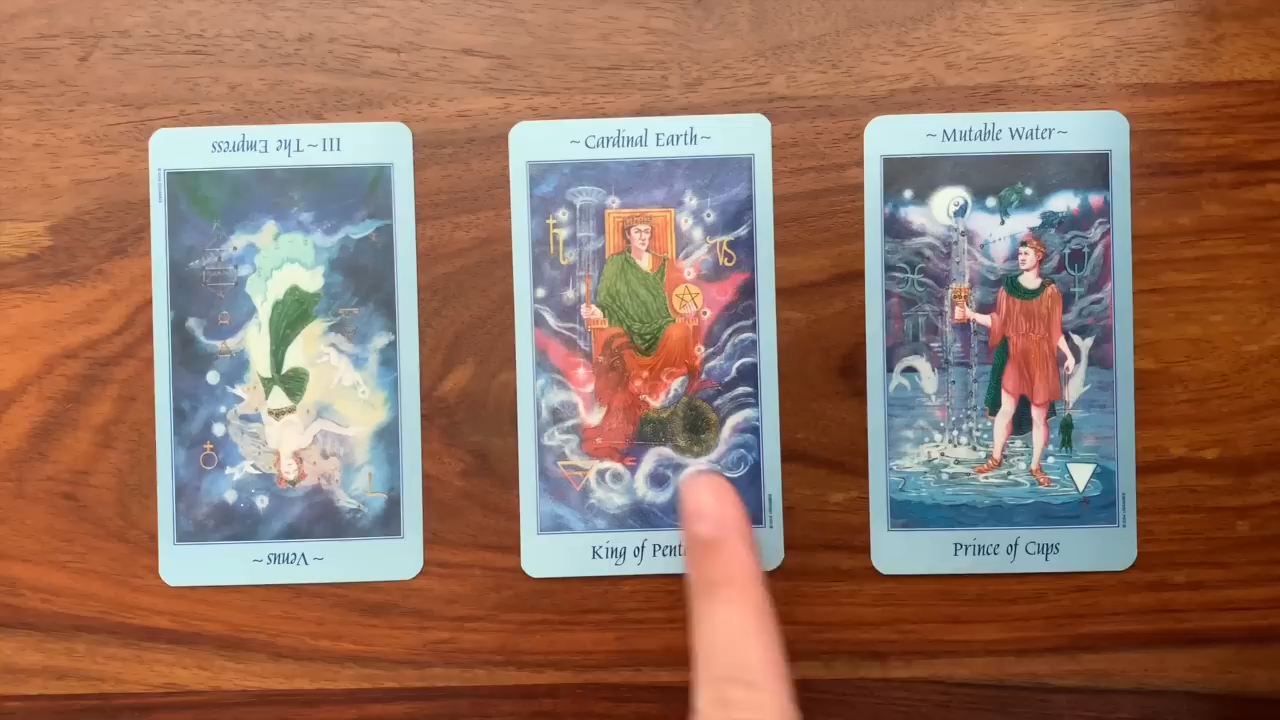 III ~ The Empress
~ Venus ~
~ Cardinal Earth ~
King of Pent
~ Mutable Water ~
Prince of Cups